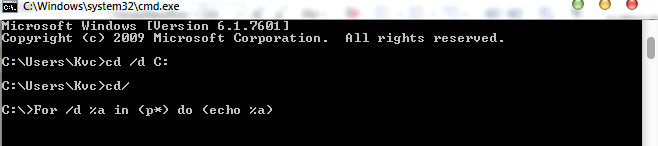 C:\Windows\system32\cmd.exe
Microsoft Windows [Version 6.1.7601]
Copyright (c) 2009 Microsoft Corporation.  All rights reserved.
C:\Users\Kvc>cd /d C:
C:\Users\Kvc>cd/
C:\>For /d %a in (p*) do (echo %a)